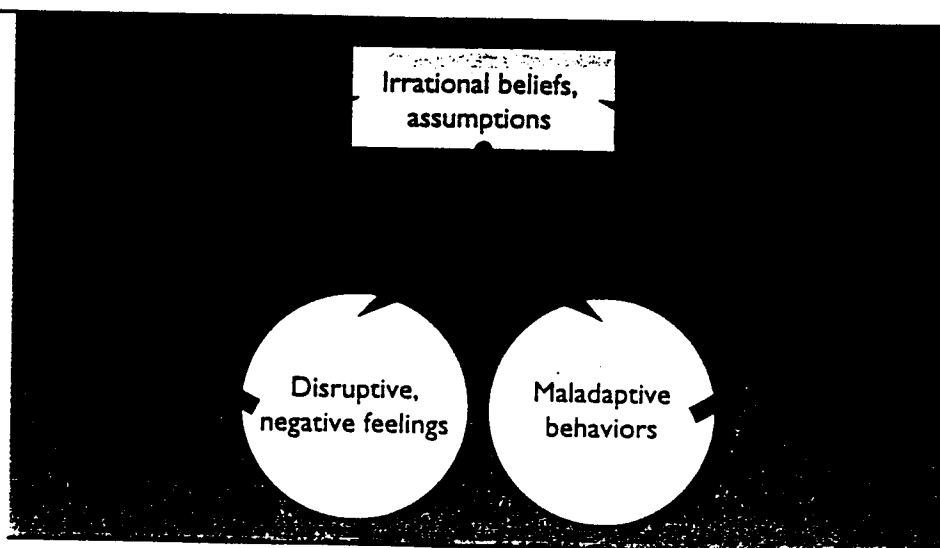 Irrational beliefs,
assumptions
Disruptive,
negative feelings
Maladaptive
behaviors